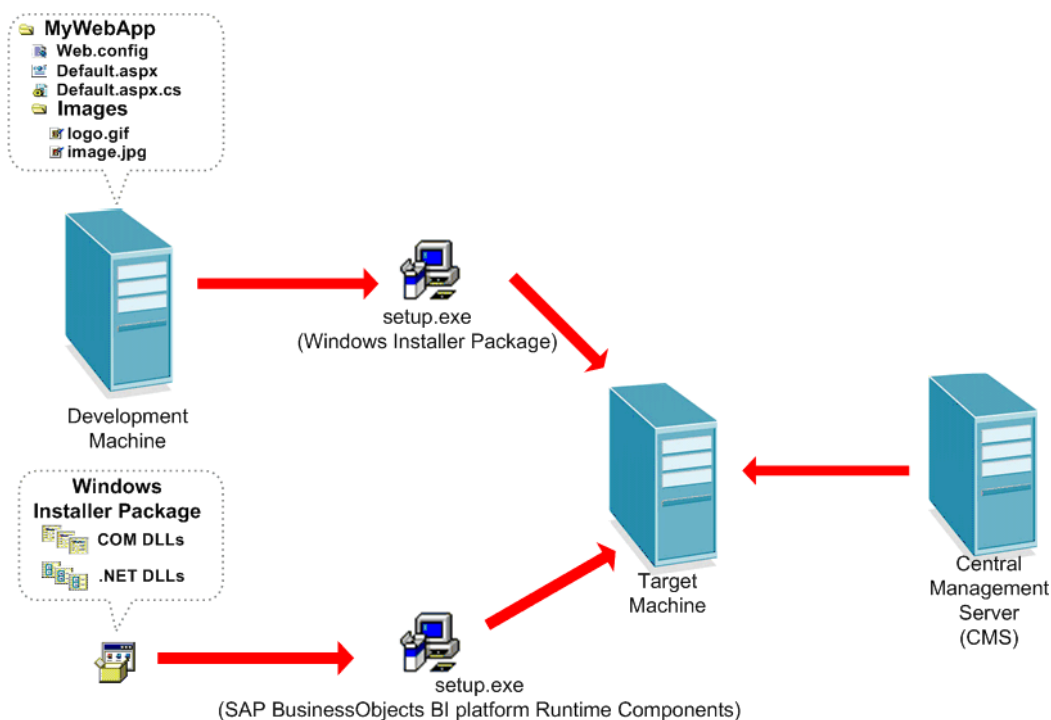 MyWebApp
Web.config
Default.aspx
Default.aspx.cs
Images
logo.gif
image.jpg
setup.exe
(Windows Installer Package)
Development
Machine
Windows
Installer Package
COM DLLs
.NET DLLs
Target
Machine
Central
Management
Server
(CMS)
setup.exe
(SAP BusinessObjects BI platform Runtime Components)